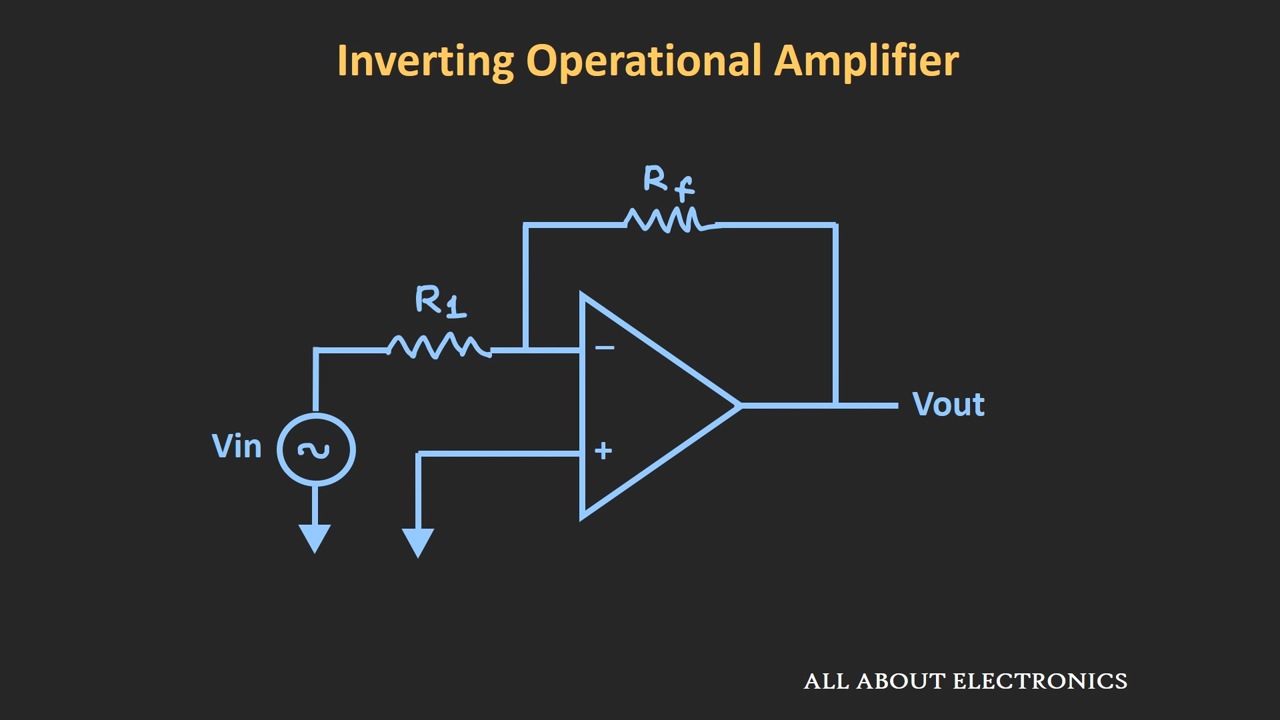 Inverting Operational Amplifier
Rf
R1
−
Vout
Vin
+
ALL ABOUT ELECTRONICS